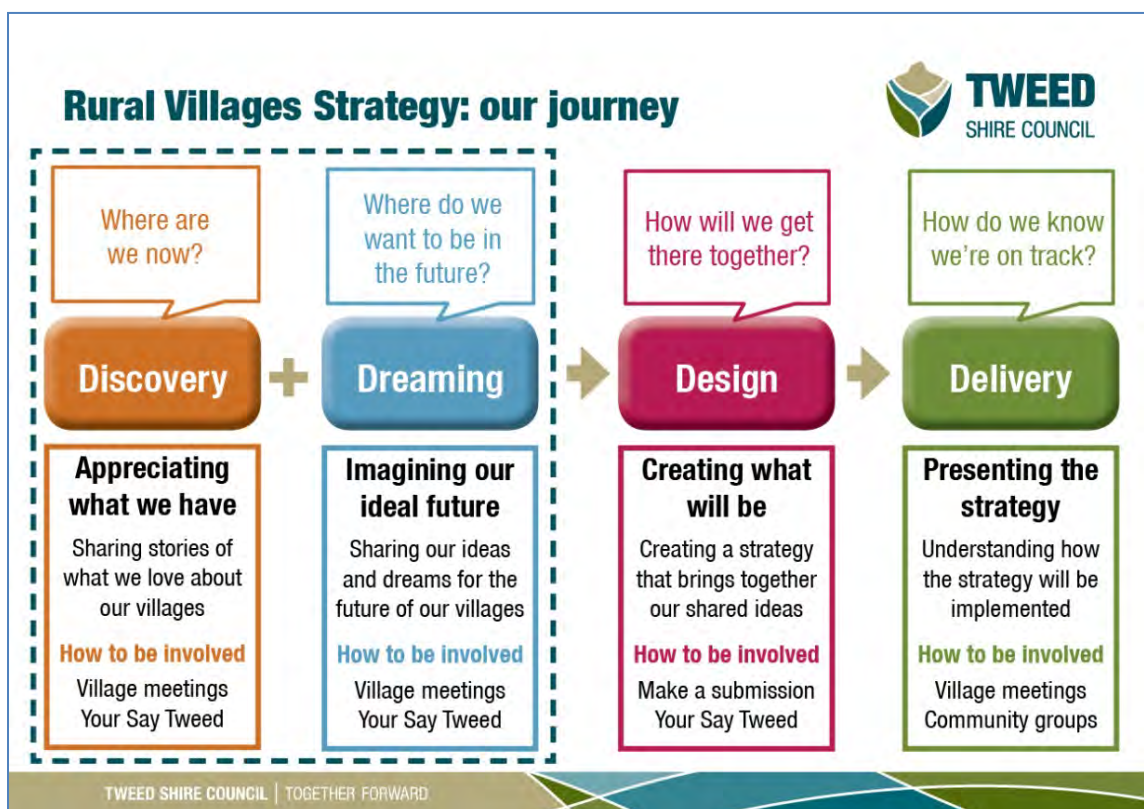 Rural Villages Strategy: our journey
TWEED
SHIRE COUNCIL
Where are
we now?
Discovery
Appreciating
what we have
Sharing stories of
what we love about
our villages
How to be involved
Village meetings
Your Say Tweed
+
Where do we
want to be in
the future?
Dreaming
Imagining our
ideal future
Sharing our ideas
and dreams for the
future of our villages
How to be involved
Village meetings
Your Say Tweed
How will we get
there together?
Design
Creating what
will be
Creating a strategy
that brings together
our shared ideas
How to be involved
Make a submission
Your Say Tweed
How do we know
we're on track?
Delivery
Presenting the
strategy
Understanding how
the strategy will be
implemented
How to be involved
Village meetings
Community groups
TWEED SHIRE COUNCIL | TOGETHER FORWARD